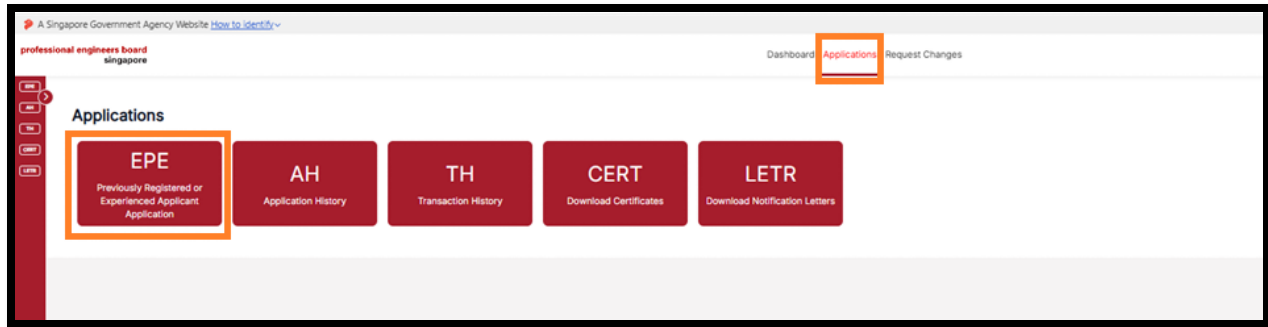 A Singapore Government Agency Website How to identify
professional engineers board
singapore
Dashboard Applications Request Changes
EPE
AH
TH
CERT
LETR
Applications
EPE
Previously Registered or
Experienced Applicant
Application
AH
Application History
TH
Transaction History
CERT
Download Certificates
LETR
Download Notification Letters